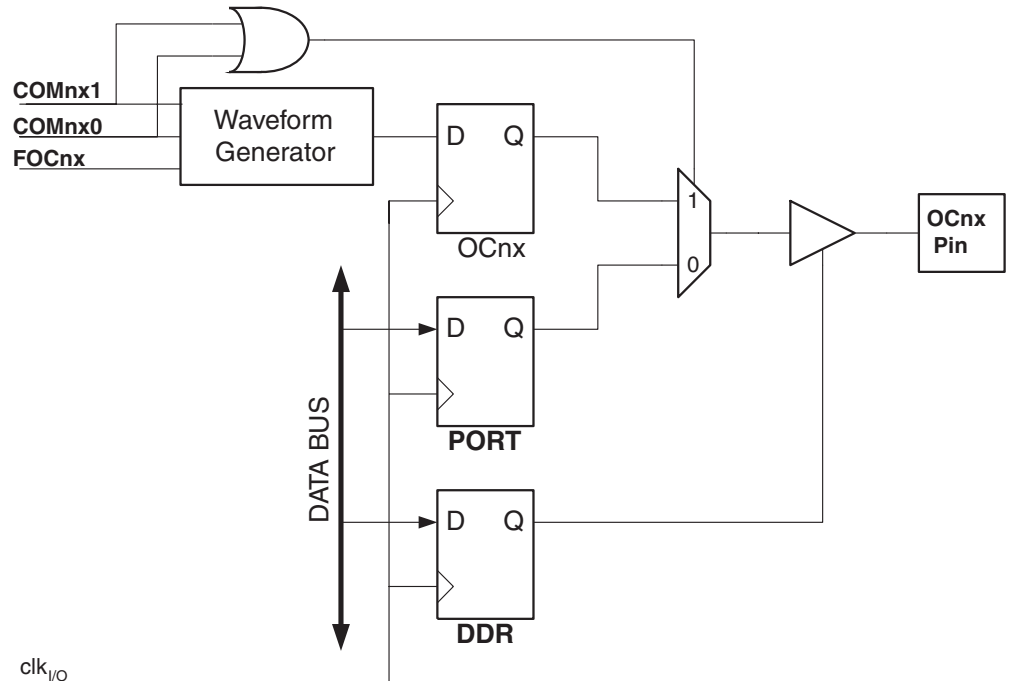 COMnx1
COMnx0
FOCnx
Waveform
Generator
D Q
OCnx
1
0
OCnx
Pin
D Q
PORT
DATA BUS
D Q
DDR
clkI/O